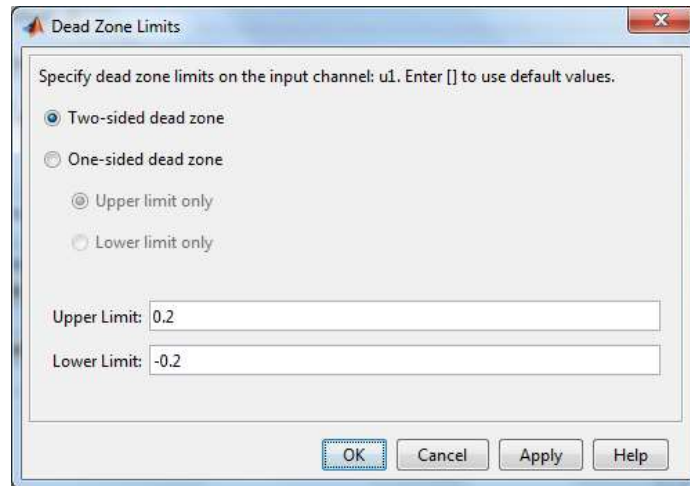 Dead Zone Limits
Specify dead zone limits on the input channel: u1. Enter [] to use default values.
Two-sided dead zone
One-sided dead zone
Upper limit only
Lower limit only
Upper Limit: 0.2
Lower Limit: -0.2
OK Cancel Apply Help